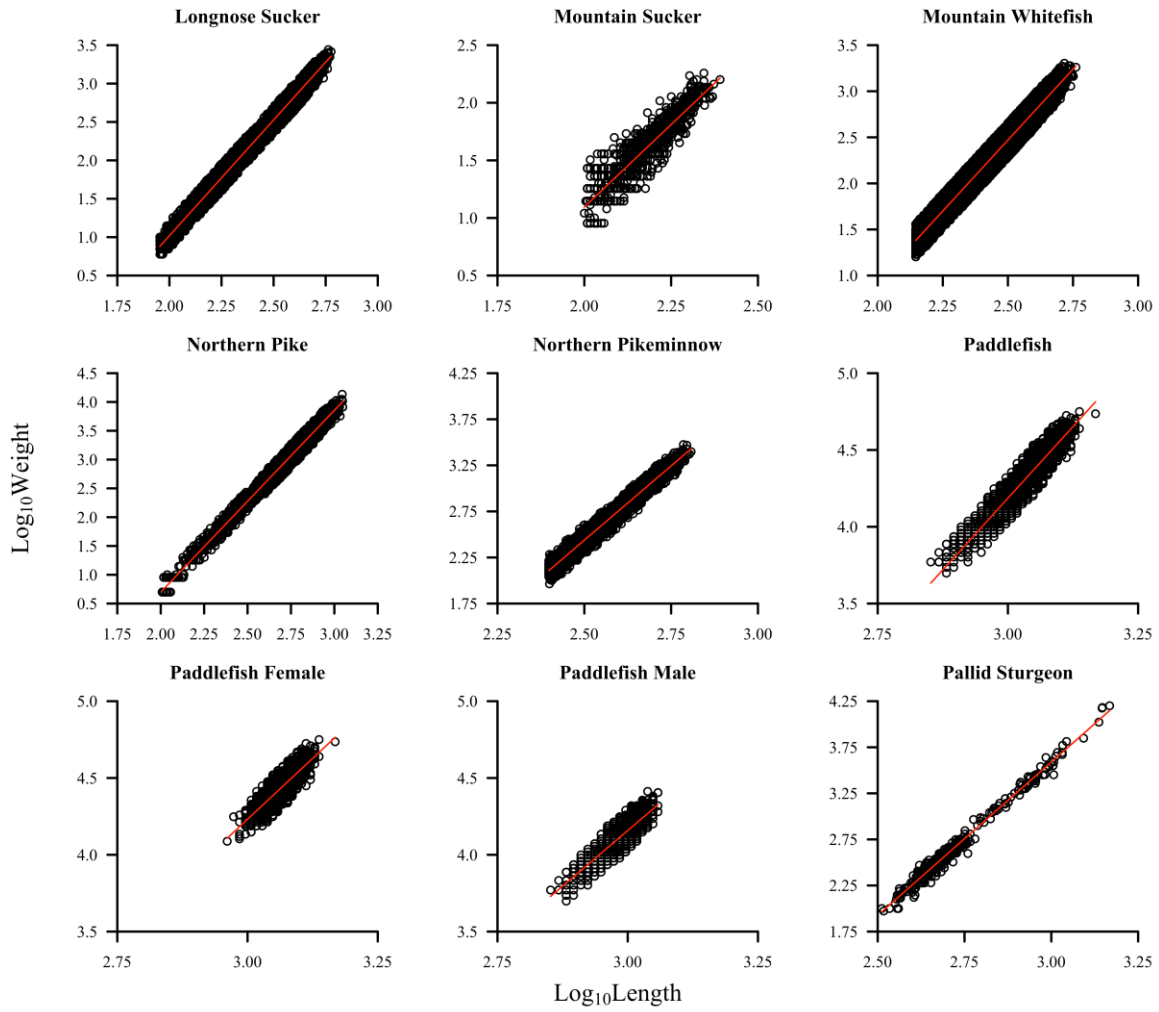 Longnose Sucker Mountain Sucker Mountain Whitefish
3.5 2.5 3.5
3.0
2.5 2.0 3.0
2.0 1.5 2.5
1.5 2.0
1.0 1.0 1.5
0.5 0.5 1.0
1.75 2.00 2.25 2.50 2.75 3.00 1.75 2.00 2.25 2.50 2.00 2.25 2.50 2.75 3.00
Northern Pike Northern Pikeminnow Paddlefish
4.5 4.25 5.0
4.0
3.5 3.75 4.5
3.0 3.25
2.5
2.0 2.75 4.0
1.5 2.25
1.0
0.5 1.75 3.5
1.75 2.00 2.25 2.50 2.75 3.00 3.25 2.25 2.50 2.75 3.00 2.75 3.00 3.25
Log₁₀Weight
Paddlefish Female Paddlefish Male Pallid Sturgeon
5.0 5.0 4.25
3.75
4.5 4.5
3.25
4.0 4.0 2.75
2.25
3.5 3.5 1.75
2.75 3.00 3.25 2.75 3.00 3.25 2.50 2.75 3.00 3.25
Log₁₀Length